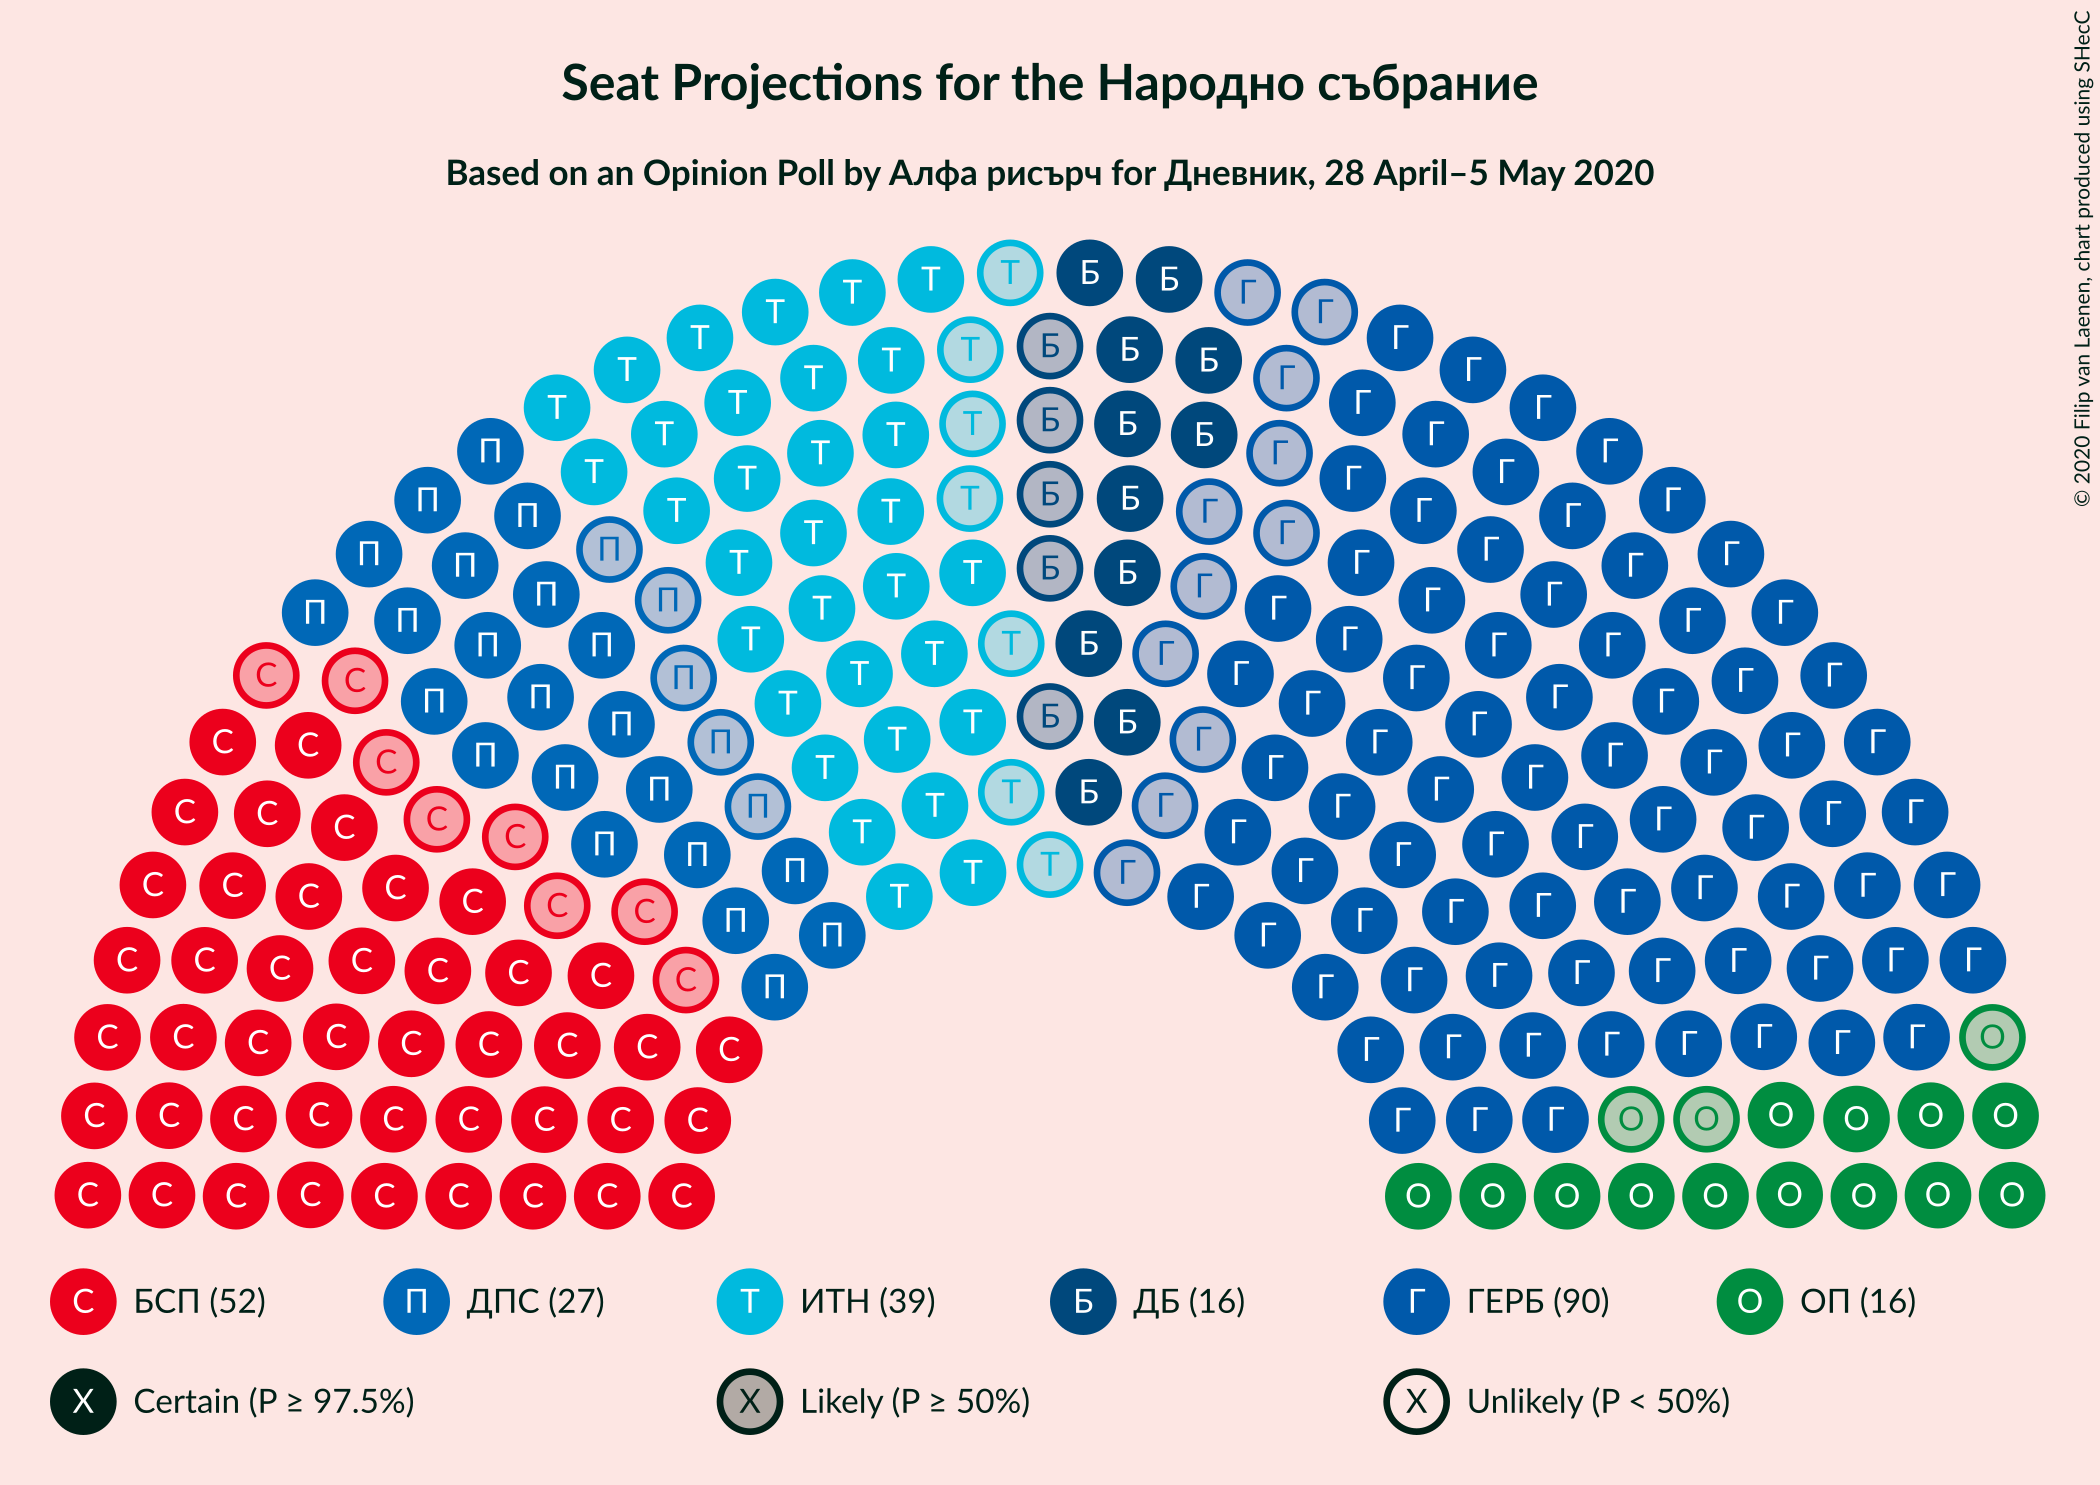 Seat Projections for the Народно събрание
Based on an Opinion Poll by Алфа рисърч for Дневник, 28 April–5 May 2020
© 2020 Filip van Laenen, chart produced using SHecC
С БСП (52) П ДПС (27) Т ИТН (39) Б ДБ (16) Г ГЕРБ (90) О ОП (16)
X Certain (P ≥ 97.5%) X Likely (P ≥ 50%) X Unlikely (P < 50%)